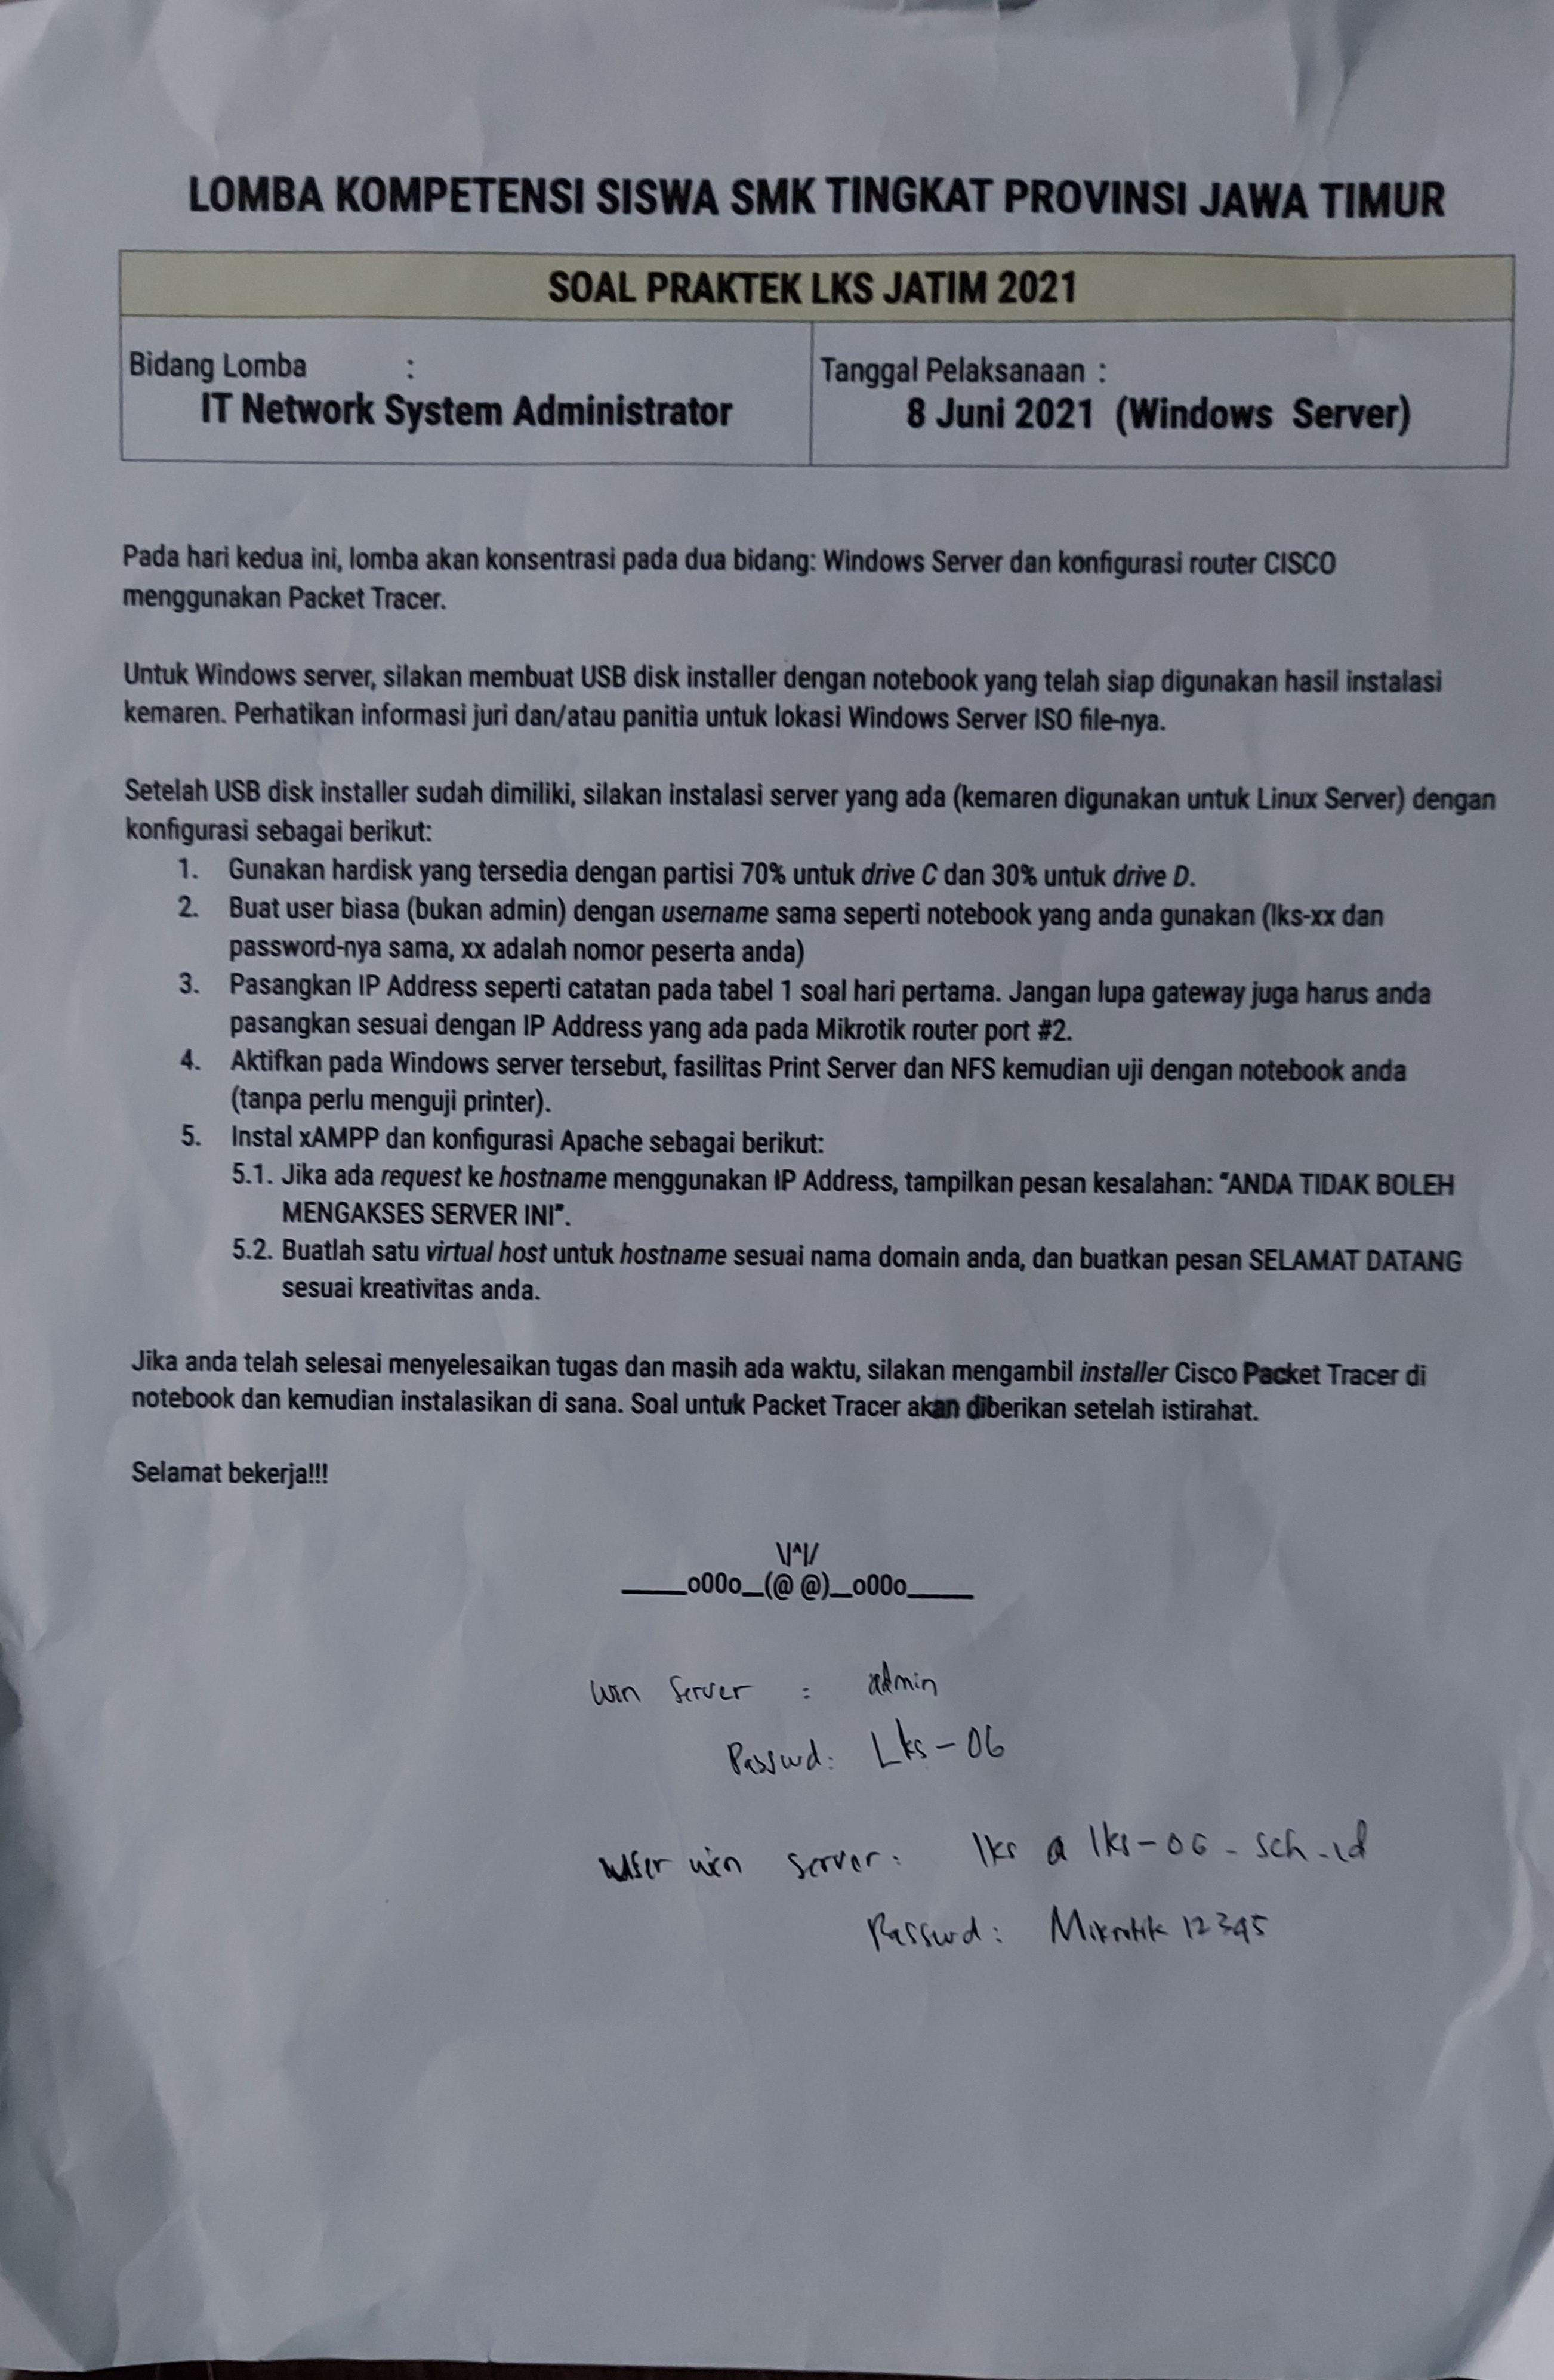 LOMBA KOMPETENSI SISWA SMK TINGKAT PROVINSI JAWA TIMUR
SOAL PRAKTEK LKS JATIM 2021
Bidang Lomba :
IT Network System Administrator
Tanggal Pelaksanaan :
8 Juni 2021 (Windows Server)
Pada hari kedua ini, lomba akan konsentrasi pada dua bidang: Windows Server dan konfigurasi router CISCO
menggunakan Packet Tracer.
Untuk Windows server, silakan membuat USB disk installer dengan notebook yang telah siap digunakan hasil instalasi
kemaren. Perhatikan informasi juri dan/atau panitia untuk lokasi Windows Server ISO file-nya.
Setelah USB disk installer sudah dimiliki, silakan instalasi server yang ada (kemaren digunakan untuk Linux Server) dengan
konfigurasi sebagai berikut:
1. Gunakan hardisk yang tersedia dengan partisi 70% untuk drive C dan 30% untuk drive D.
2. Buat user biasa (bukan admin) dengan username sama seperti notebook yang anda gunakan (lks-xx dan
password-nya sama, xx adalah nomor peserta anda)
3. Pasangkan IP Address seperti catatan pada tabel 1 soal hari pertama. Jangan lupa gateway juga harus anda
pasangkan sesuai dengan IP Address yang ada pada Mikrotik router port #2.
4. Aktifkan pada Windows server tersebut, fasilitas Print Server dan NFS kemudian uji dengan notebook anda
(tanpa perlu menguji printer).
5. Instal xAMPP dan konfigurasi Apache sebagai berikut:
5.1. Jika ada request ke hostname menggunakan IP Address, tampilkan pesan kesalahan: "ANDA TIDAK BOLEH
MENGAKSES SERVER INI".
5.2. Buatlah satu virtual host untuk hostname sesuai nama domain anda, dan buatkan pesan SELAMAT DATANG
sesuai kreativitas anda.
Jika anda telah selesai menyelesaikan tugas dan masih ada waktu, silakan mengambil installer Cisco Packet Tracer di
notebook dan kemudian instalasikan di sana. Soal untuk Packet Tracer akan diberikan setelah istirahat.
Selamat bekerja!!!
\|^|/
_____o00o__(@ @)__o00o_____
Win Server : admin
Passwd: Lks-06
user win server: lks @ lks-06-sch-id
Passwd: Mikrotik 12345